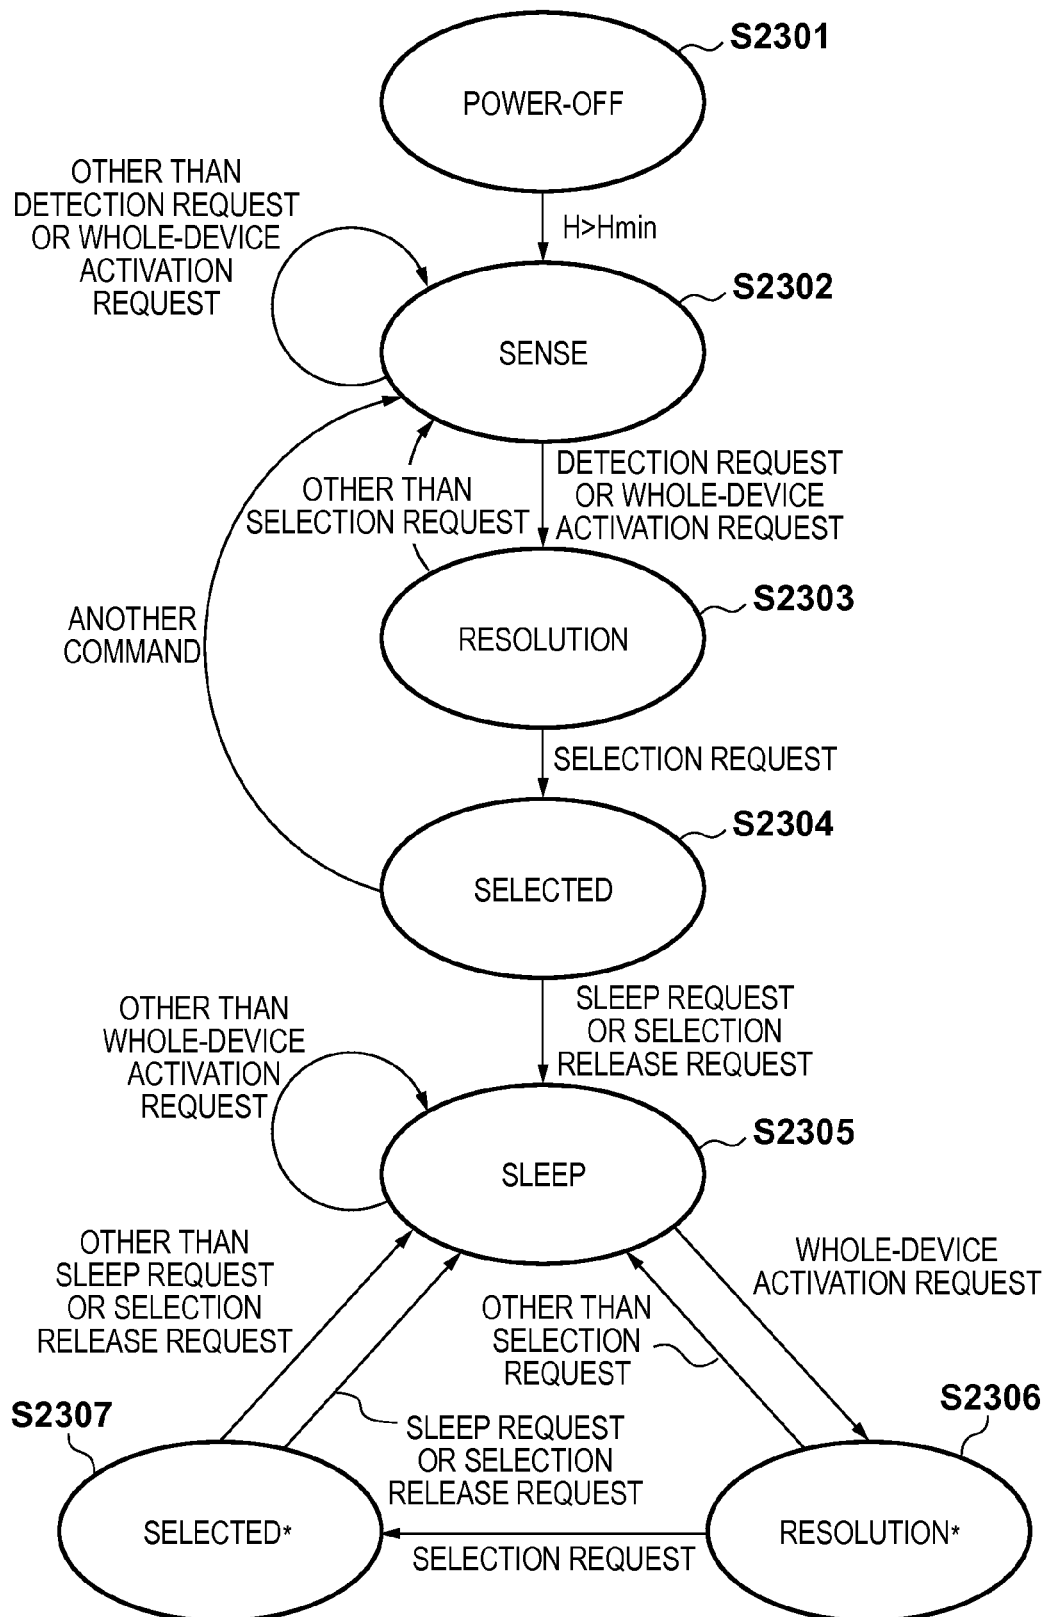 S2301
POWER-OFF
H>Hmin
OTHER THAN
DETECTION REQUEST
OR WHOLE-DEVICE
ACTIVATION
REQUEST
S2302
SENSE
DETECTION REQUEST
OR WHOLE-DEVICE
ACTIVATION REQUEST
OTHER THAN
SELECTION REQUEST
S2303
RESOLUTION
ANOTHER
COMMAND
SELECTION REQUEST
S2304
SELECTED
SLEEP REQUEST
OR SELECTION
RELEASE REQUEST
OTHER THAN
WHOLE-DEVICE
ACTIVATION
REQUEST
S2305
SLEEP
OTHER THAN
SLEEP REQUEST
OR SELECTION
RELEASE REQUEST
WHOLE-DEVICE
ACTIVATION REQUEST
OTHER THAN
SELECTION
REQUEST
S2307
SLEEP REQUEST
OR SELECTION
RELEASE REQUEST
S2306
SELECTED*
SELECTION REQUEST
RESOLUTION*